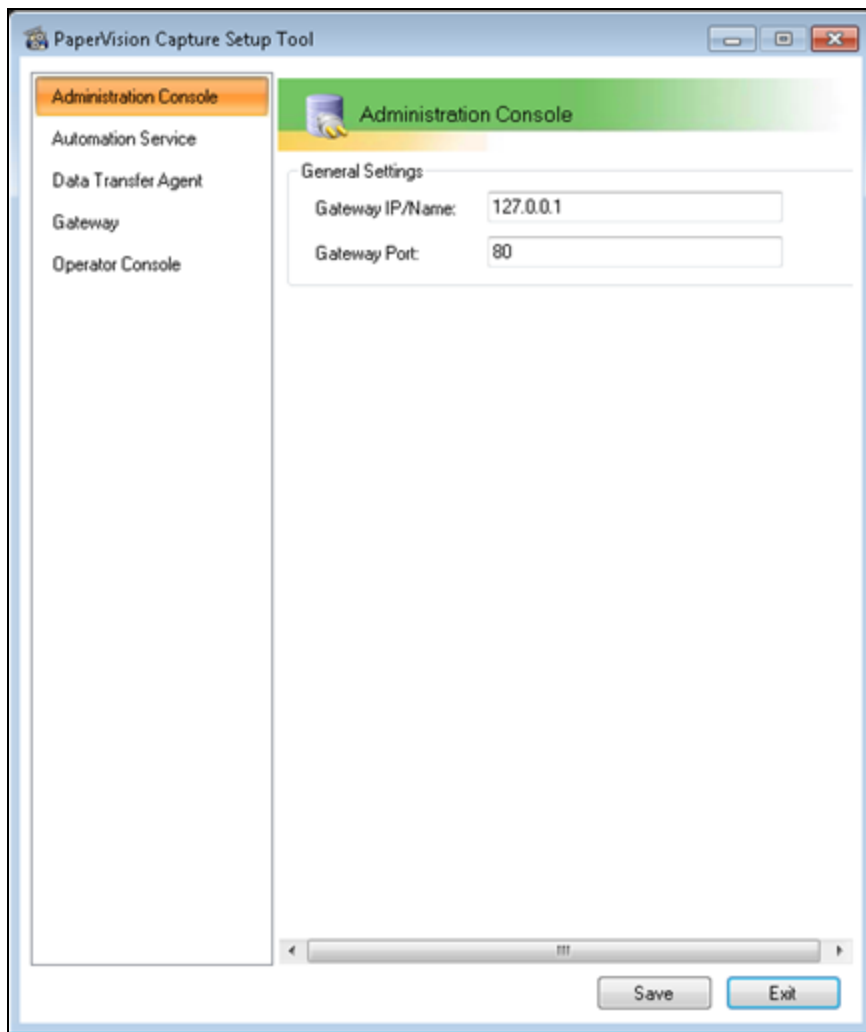 PaperVision Capture Setup Tool
Administration Console
Automation Service
Data Transfer Agent
Gateway
Operator Console
Administration Console
General Settings
Gateway IP/Name: 127.0.0.1
Gateway Port: 80
Save Exit